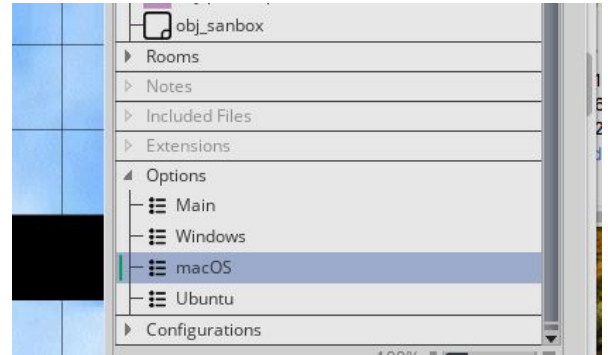 obj_sanbox
Rooms
Notes
Included Files
Extensions
Options
Main
Windows
macOS
Ubuntu
Configurations